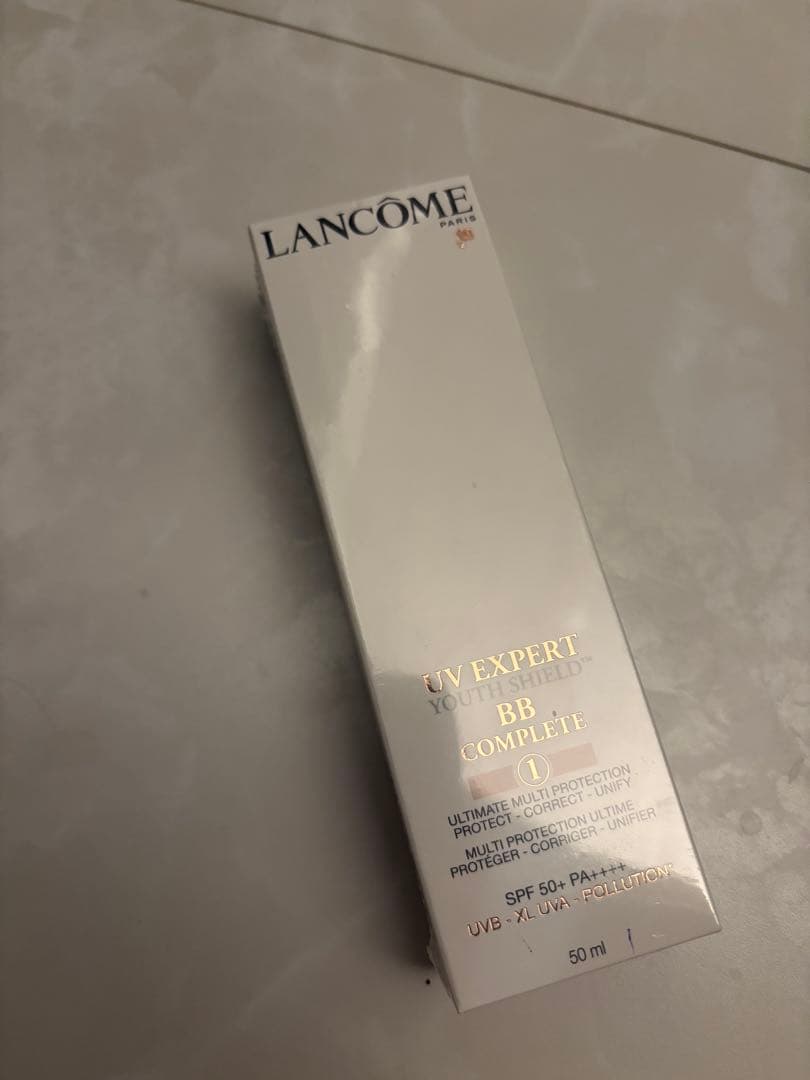 LANCÔME
PARIS
UV EXPERT
YOUTH SHIELD™
BB
COMPLETE
1
ULTIMATE MULTI PROTECTION
PROTECT - CORRECT - UNIFY
MULTI PROTECTION ULTIME
PROTÉGER - CORRIGER - UNIFIER
SPF 50+ PA++++
UVB - XL UVA - POLLUTION*
50 ml